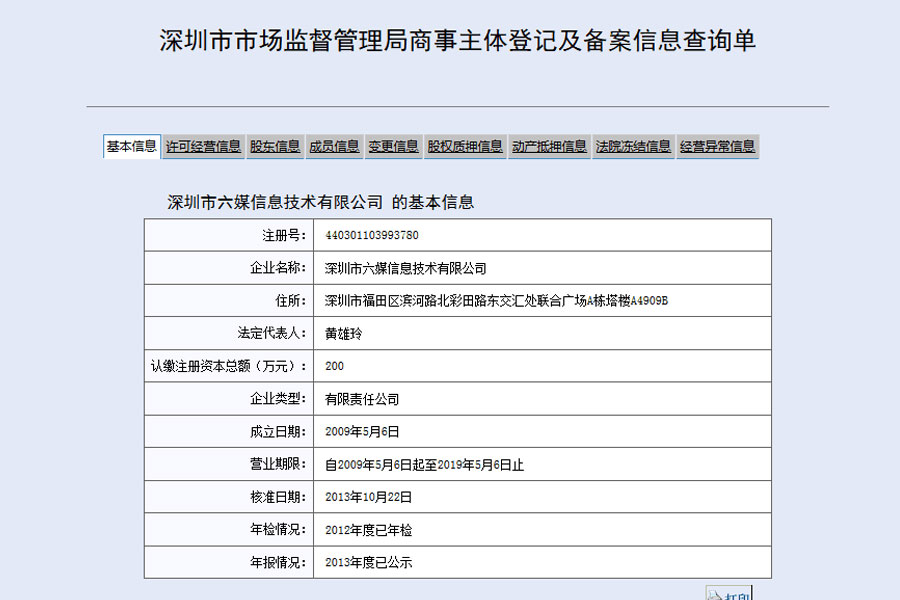 深圳市市场监督管理局商事主体登记及备案信息查询单
基本信息 许可经营信息 股东信息 成员信息 变更信息 股权质押信息 动产抵押信息 法院冻结信息 经营异常信息
深圳市六媒信息技术有限公司 的基本信息
注册号： 440301103993780
企业名称： 深圳市六媒信息技术有限公司
住所： 深圳市福田区滨河路北彩田路东交汇处联合广场A栋塔楼A4909B
法定代表人： 黄雄玲
认缴注册资本总额（万元）： 200
企业类型： 有限责任公司
成立日期： 2009年5月6日
营业期限： 自2009年5月6日起至2019年5月6日止
核准日期： 2013年10月22日
年检情况： 2012年度已年检
年报情况： 2013年度已公示
打印